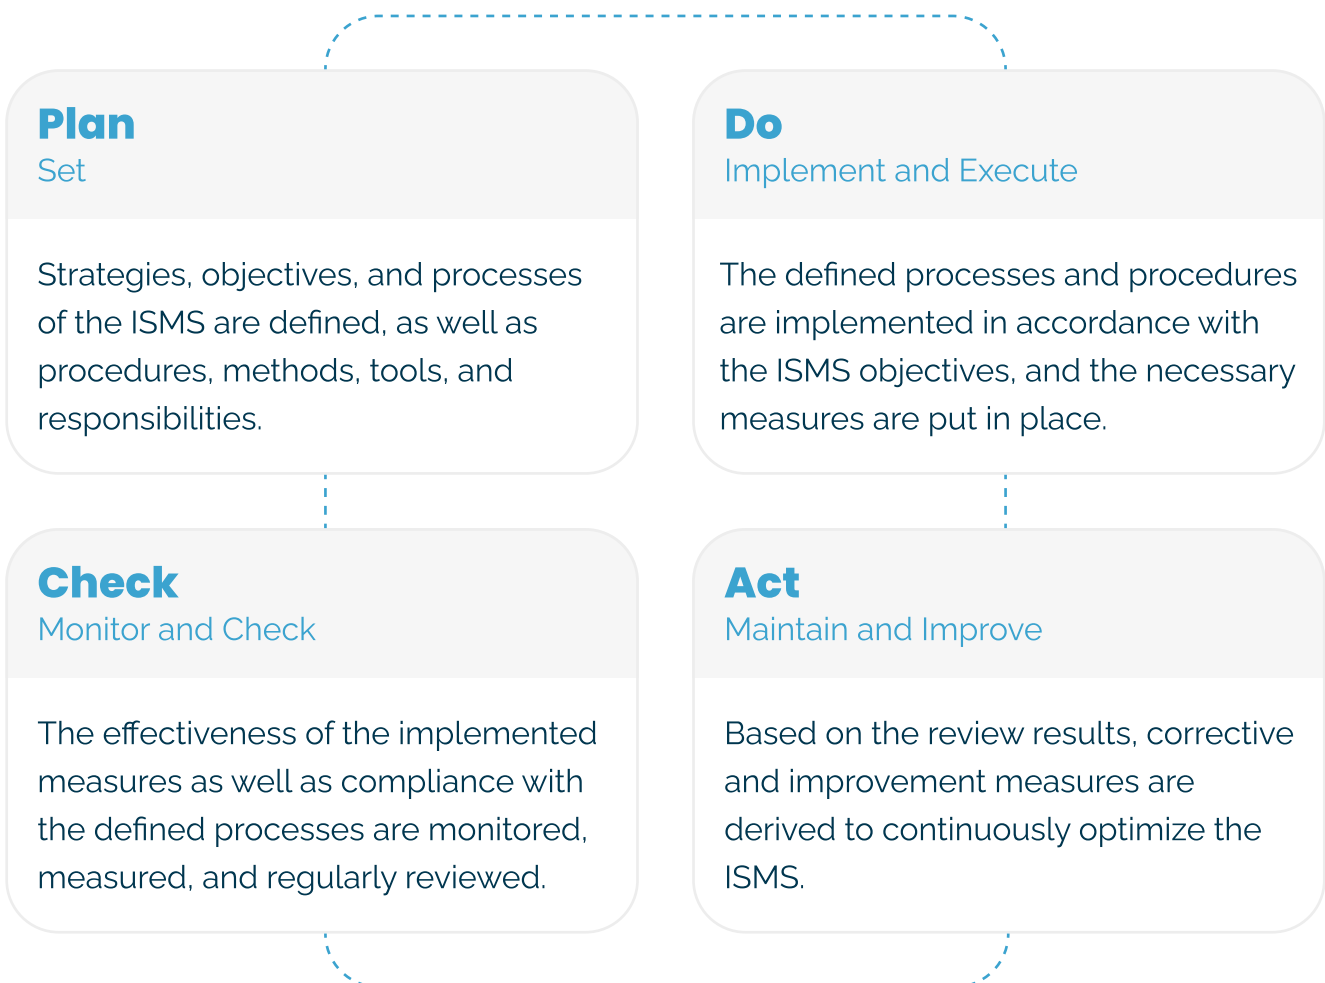 Plan
Set
Strategies, objectives, and processes
of the ISMS are defined, as well as
procedures, methods, tools, and
responsibilities.
Do
Implement and Execute
The defined processes and procedures
are implemented in accordance with
the ISMS objectives, and the necessary
measures are put in place.
Check
Monitor and Check
The effectiveness of the implemented
measures as well as compliance with
the defined processes are monitored,
measured, and regularly reviewed.
Act
Maintain and Improve
Based on the review results, corrective
and improvement measures are
derived to continuously optimize the
ISMS.